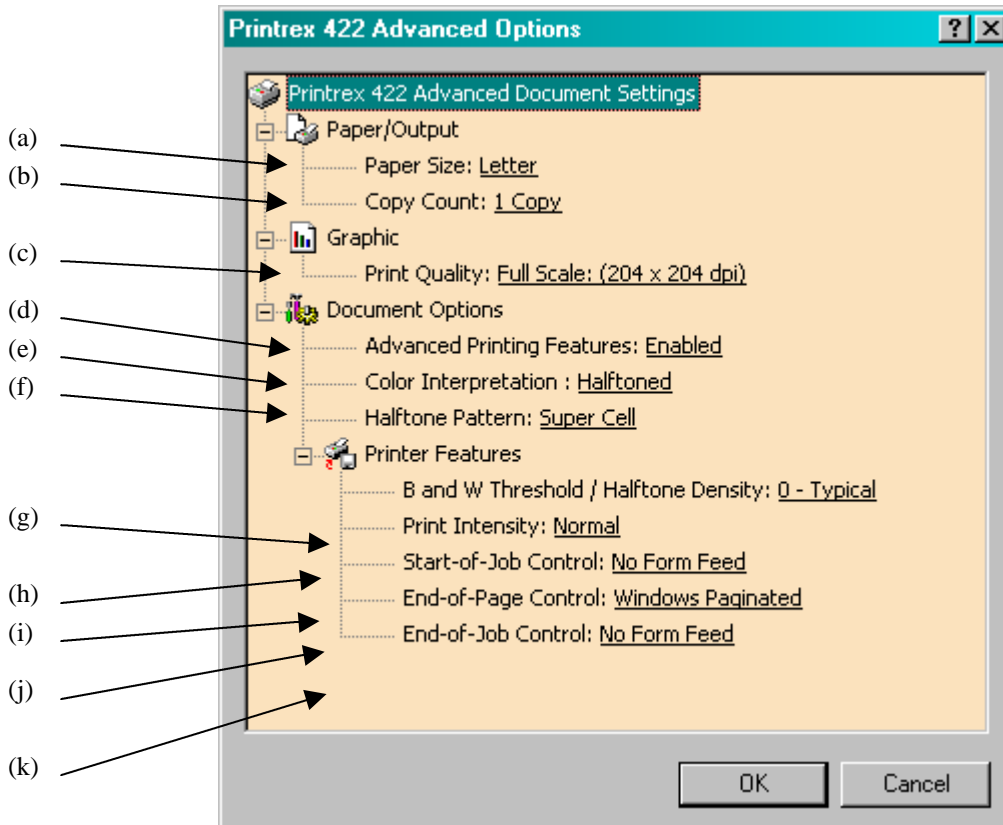 Printrex 422 Advanced Options
Printrex 422 Advanced Document Settings
Paper/Output
(a)
Paper Size: Letter
(b)
Copy Count: 1 Copy
Graphic
(c)
Print Quality: Full Scale: (204 x 204 dpi)
(d)
Document Options
(e)
Advanced Printing Features: Enabled
(f)
Color Interpretation : Halftoned
Halftone Pattern: Super Cell
Printer Features
B and W Threshold / Halftone Density: 0 - Typical
(g)
Print Intensity: Normal
Start-of-Job Control: No Form Feed
(h)
End-of-Page Control: Windows Paginated
(i)
End-of-Job Control: No Form Feed
(j)
(k)
OK
Cancel